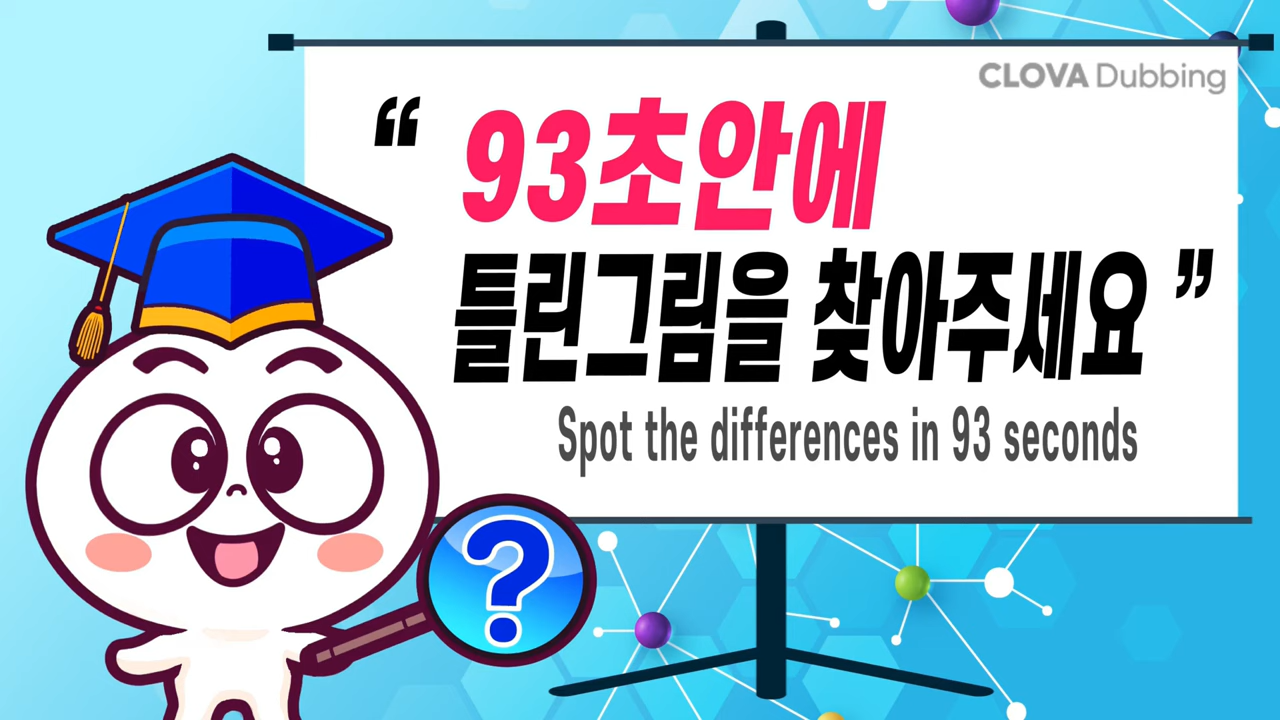 CLOVA Dubbing
“ 93초안에
틀린그림을 찾아주세요 ”
Spot the differences in 93 seconds
?